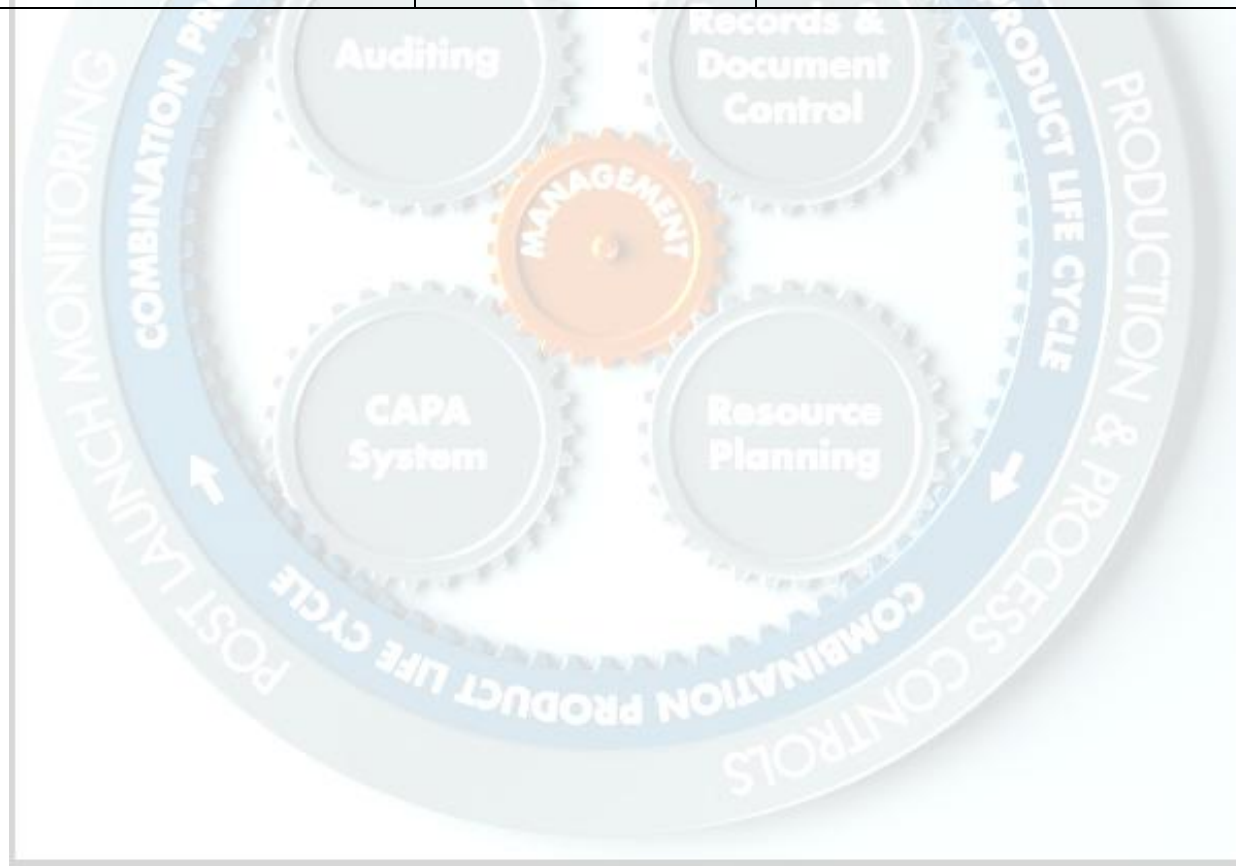 Auditing
Records &
Document
Control
MANAGEMENT
CAPA
System
Resource
Planning
COMBINATION PR
PRODUCT LIFE CYCLE
COMBINATION PRODUCT LIFE CYCLE
POST LAUNCH MONITORING
PRODUCTION & PROCESS CONTROLS